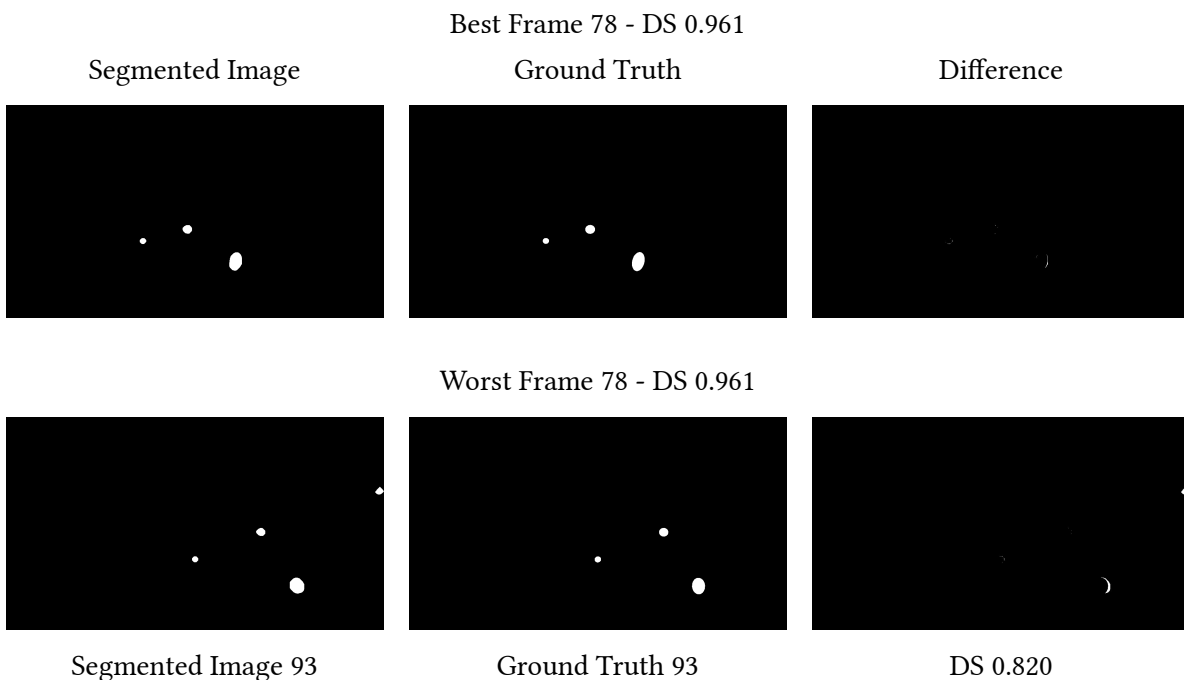 Best Frame 78 - DS 0.961
Segmented Image Ground Truth Difference
Worst Frame 78 - DS 0.961
Segmented Image 93 Ground Truth 93 DS 0.820